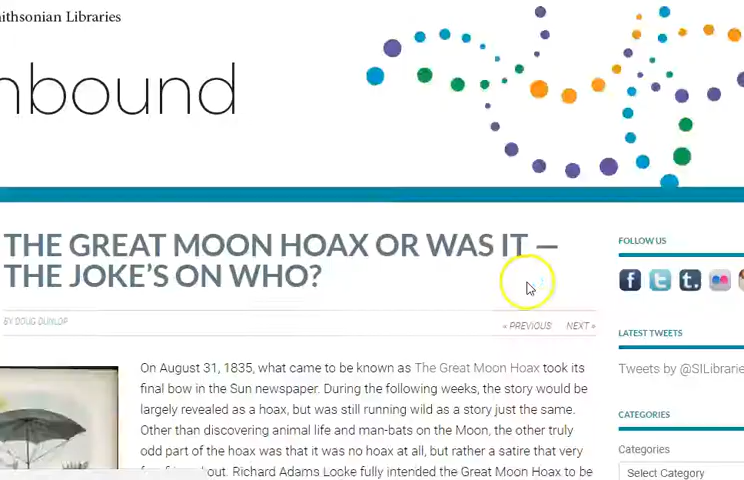 ithsonian Libraries
nbound
THE GREAT MOON HOAX OR WAS IT —
THE JOKE'S ON WHO?
FOLLOW US
BY DOUG DUNLOP
« PREVIOUS NEXT »
LATEST TWEETS
Tweets by @SILibrarie
On August 31, 1835, what came to be known as The Great Moon Hoax took its
final bow in the Sun newspaper. During the following weeks, the story would be
largely revealed as a hoax, but was still running wild as a story just the same.
Other than discovering animal life and man-bats on the Moon, the other truly
odd part of the hoax was that it was no hoax at all, but rather a satire that very
out. Richard Adams Locke fully intended the Great Moon Hoax to be
CATEGORIES
Categories
Select Category